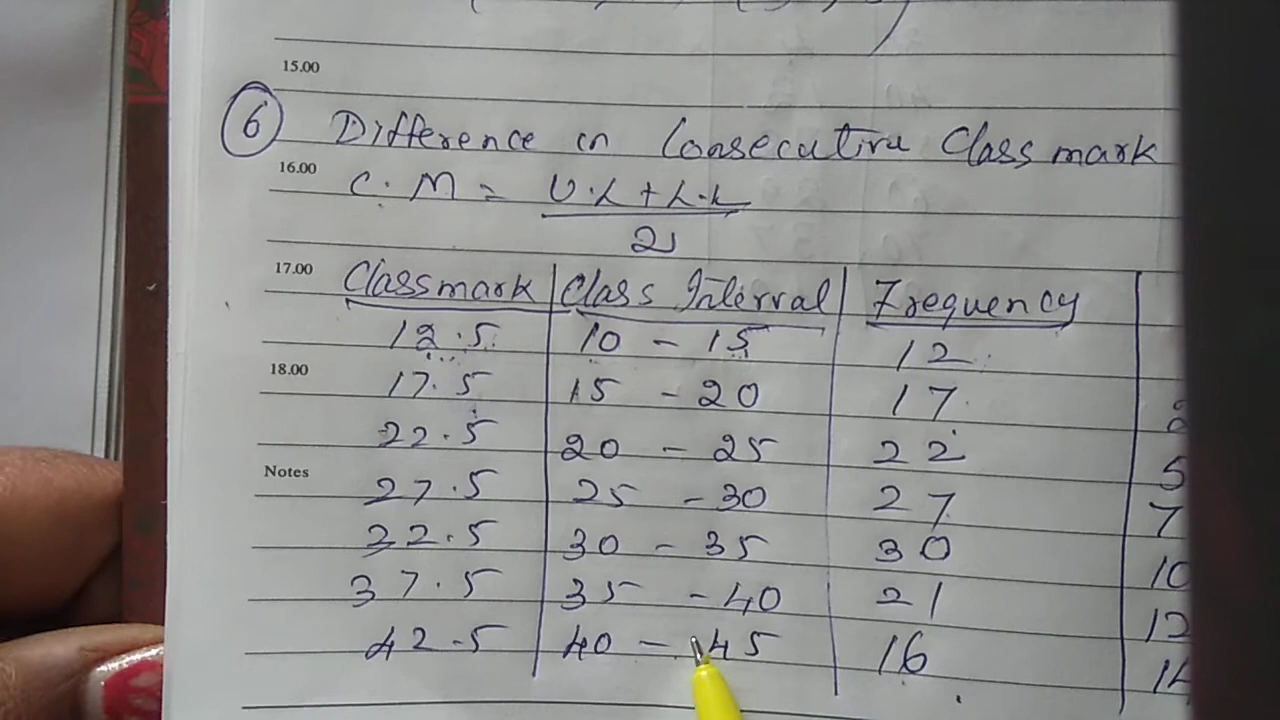 15.00
6 Difference in Consecutive Class mark
16.00 C.M = U.L + L.L
2
17.00 Classmark Class Interval Frequency
12.5 10 - 15 12
18.00 17.5 15 - 20 17
22.5 20 - 25 22
Notes 27.5 25 - 30 27
32.5 30 - 35 30
37.5 35 - 40 21
42.5 40 - 45 16